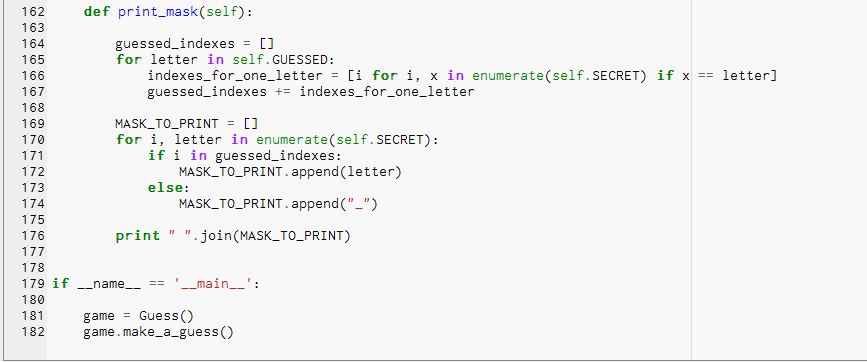 162     def print_mask(self):
163
164         guessed_indexes = []
165         for letter in self.GUESSED:
166             indexes_for_one_letter = [i for i, x in enumerate(self.SECRET) if x == letter]
167             guessed_indexes += indexes_for_one_letter
168
169         MASK_TO_PRINT = []
170         for i, letter in enumerate(self.SECRET):
171             if i in guessed_indexes:
172                 MASK_TO_PRINT.append(letter)
173             else:
174                 MASK_TO_PRINT.append("_")
175
176         print " ".join(MASK_TO_PRINT)
177
178
179 if __name__ == '__main__':
180
181     game = Guess()
182     game.make_a_guess()